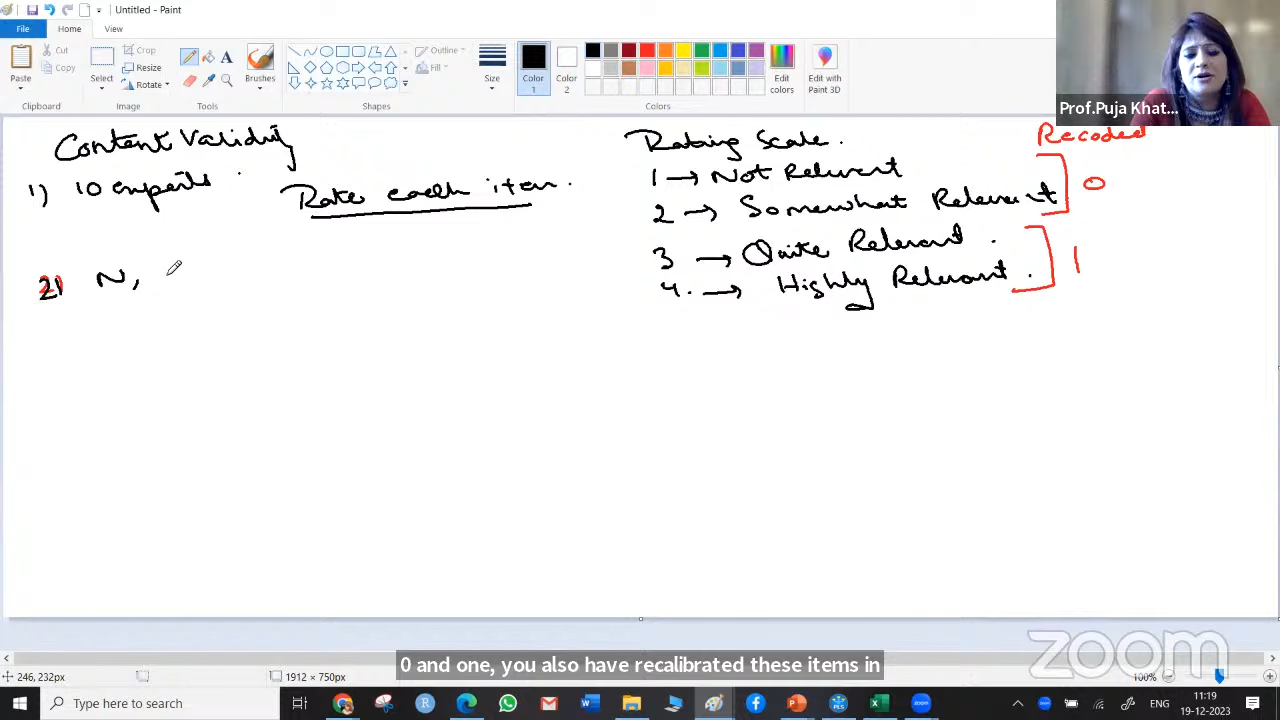 Untitled - Paint
File Home View
Paste Cut Copy Select Crop Resize Rotate Brushes Outline Fill Size Color 1 Color 2 Edit colors Edit with Paint 3D
Clipboard Image Tools Shapes Colors
Prof.Puja Khat...
Content Validity
1) 10 experts.
Rate each item.
2) N,
Rating Scale.
1 → Not Relevant
2 → Somewhat Relevant
3 → Quite Relevant.
4. → Highly Relevant.
Recoded
0
1
zoom
0 and one, you also have recalibrated these items in
246, 232px
1912 × 750px
100%
Type here to search
ENG
11:19
19-12-2023